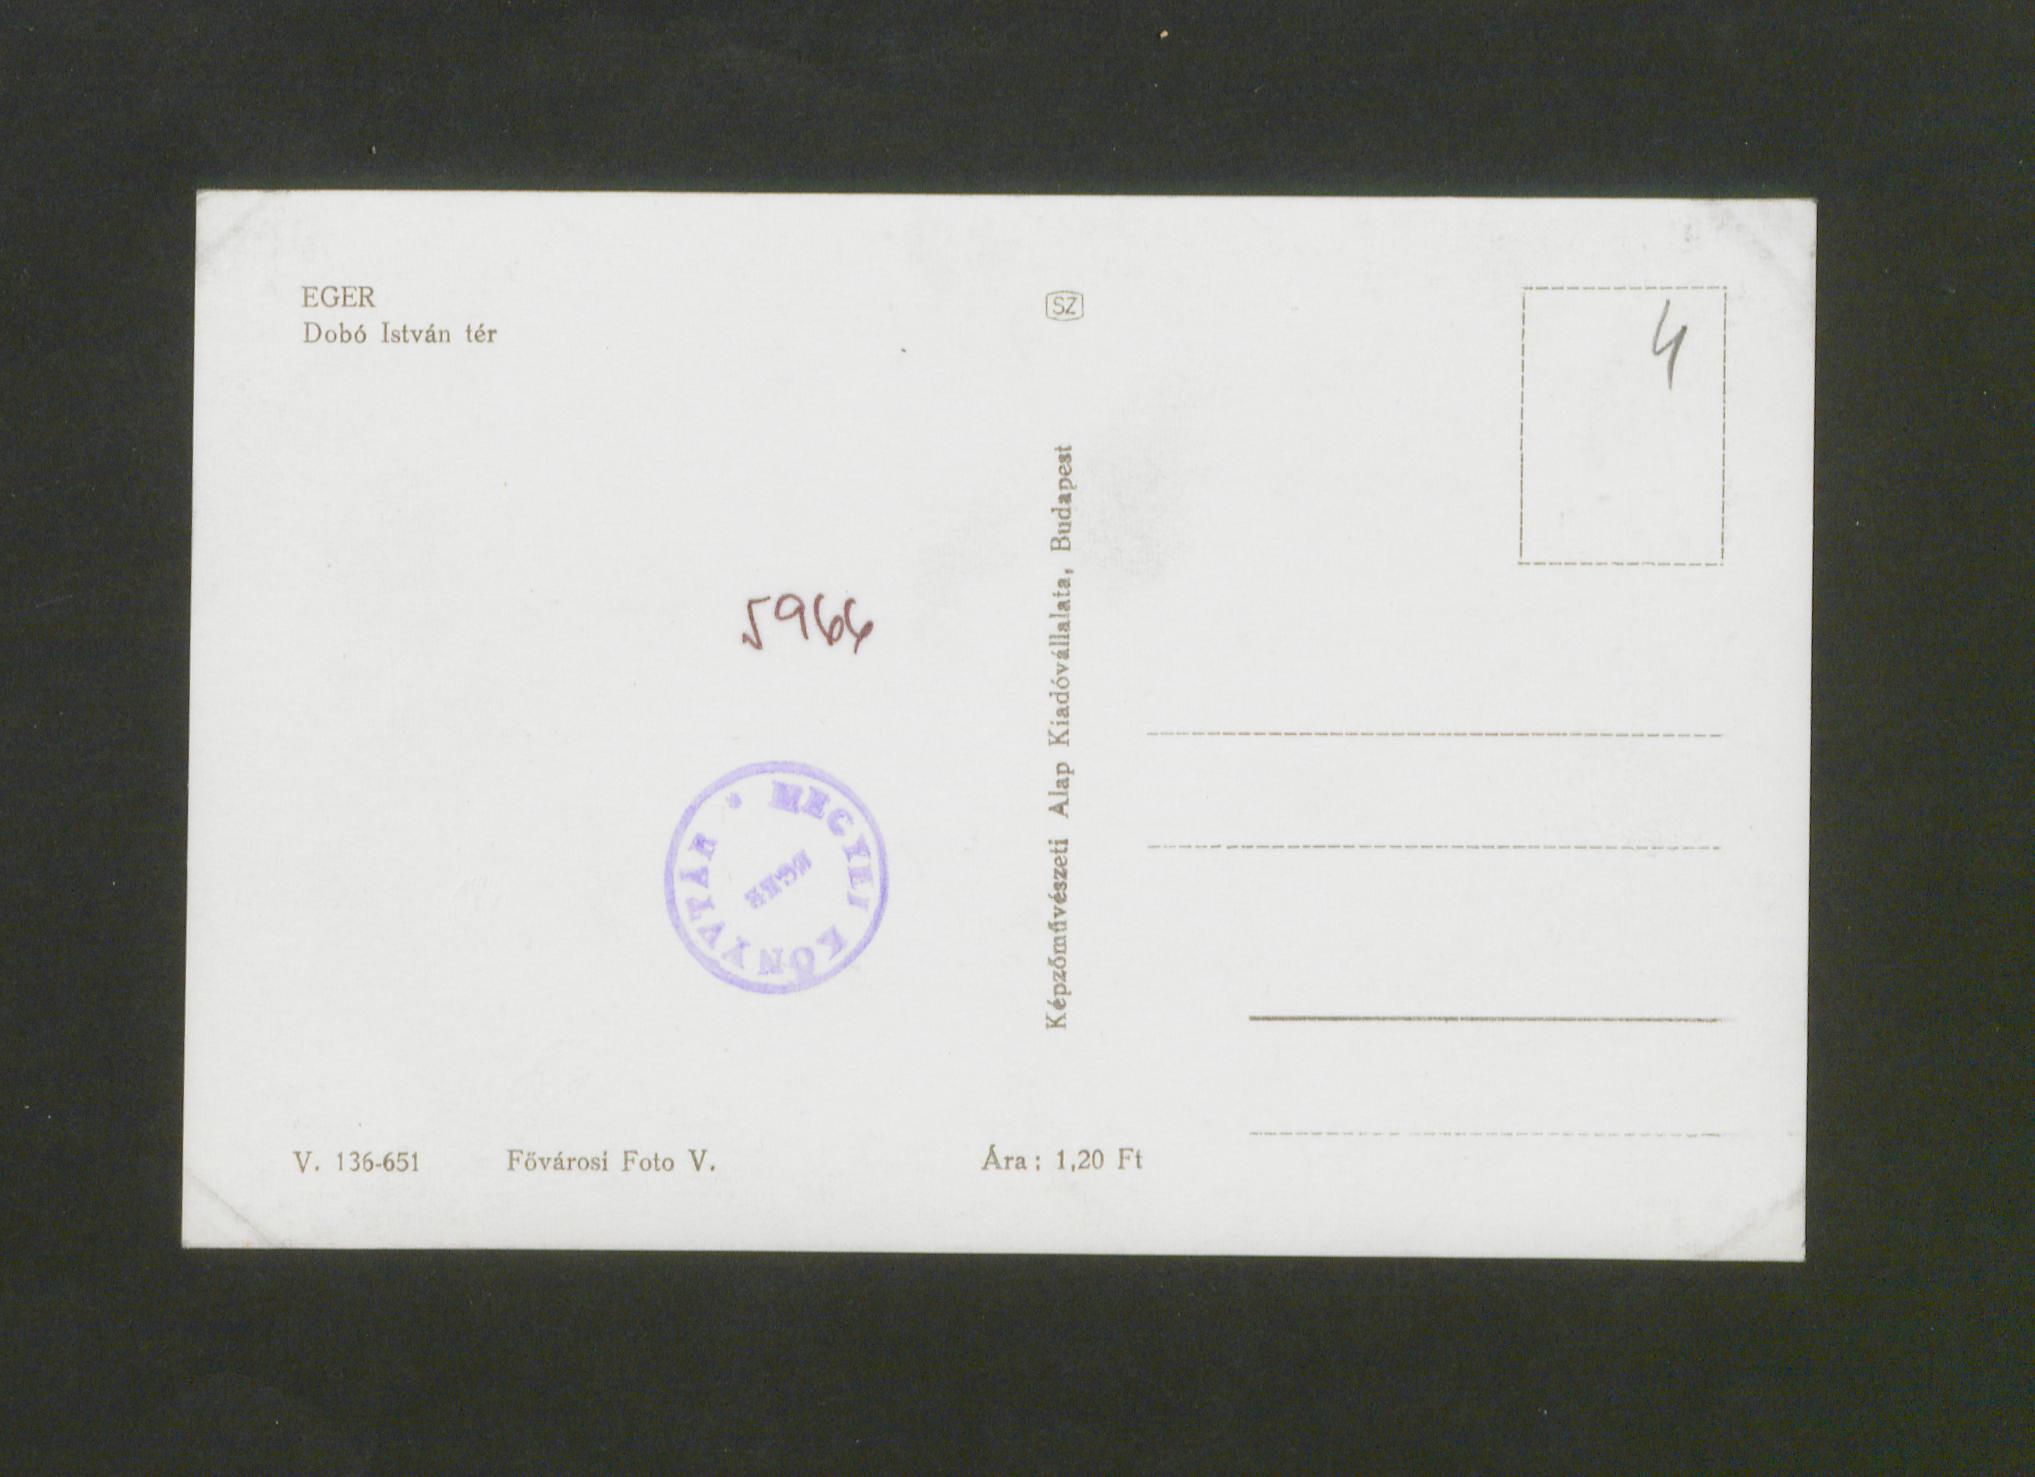 EGER
Dobó István tér
SZ
4
Képzőművészeti Alap Kiadóvállalata, Budapest
5966
MEGYEI KÖNYVTÁR *
EGER
V. 136-651 Fővárosi Foto V. Ára: 1,20 Ft